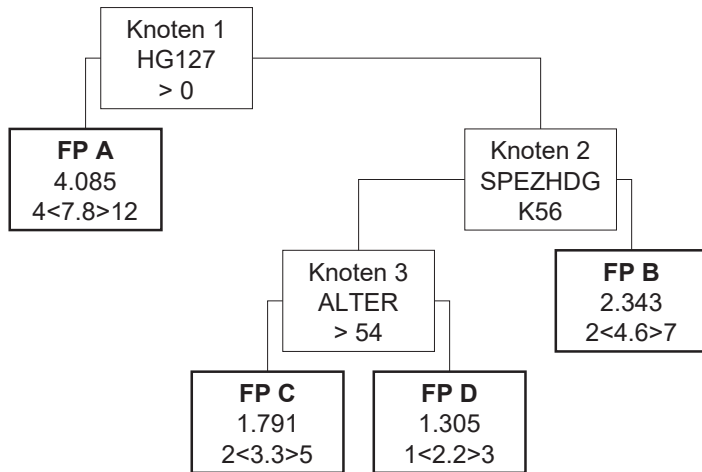 Knoten 1
HG127
> 0
FP A
4.085
4<7.8>12
Knoten 2
SPEZHDG
K56
Knoten 3
ALTER
> 54
FP B
2.343
2<4.6>7
FP C
1.791
2<3.3>5
FP D
1.305
1<2.2>3